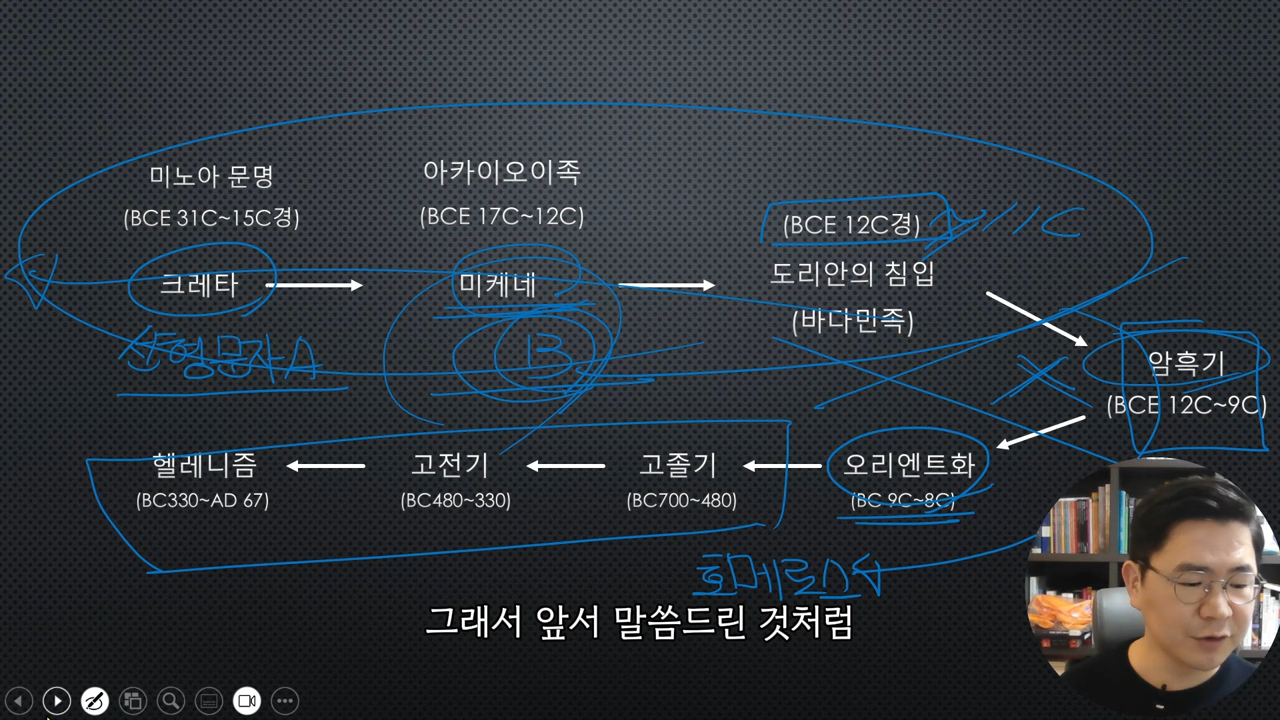 미노아 문명
(BCE 31C~15C경)
크레타
선형문자 A
아카이오이족
(BCE 17C~12C)
미케네
B
(BCE 12C경)
11C
도리안의 침입
(바다민족)
암흑기
(BCE 12C~9C)
오리엔트화
(BC 9C~8C)
고졸기
(BC700~480)
고전기
(BC480~330)
헬레니즘
(BC330~AD 67)
호메로스
그래서 앞서 말씀드린 것처럼